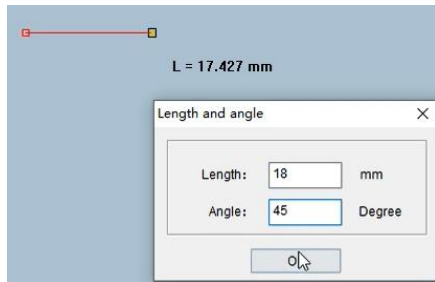 L = 17.427 mm
Length and angle
Length: 18 mm
Angle: 45 Degree